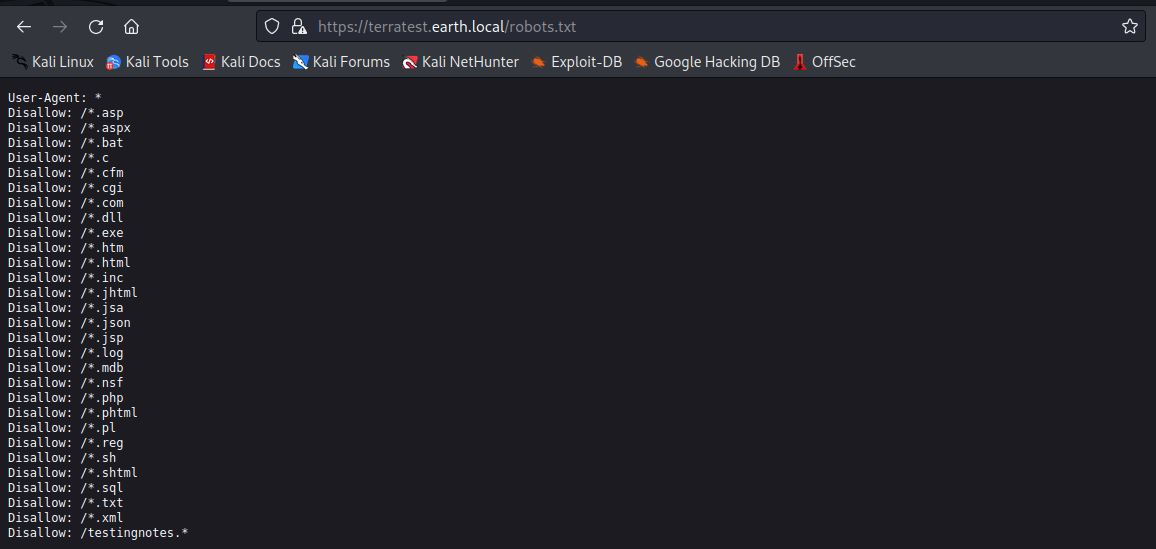 https://terratest.earth.local/robots.txt
Kali Linux Kali Tools Kali Docs Kali Forums Kali NetHunter Exploit-DB Google Hacking DB OffSec
User-Agent: *
Disallow: /*.asp
Disallow: /*.aspx
Disallow: /*.bat
Disallow: /*.c
Disallow: /*.cfm
Disallow: /*.cgi
Disallow: /*.com
Disallow: /*.dll
Disallow: /*.exe
Disallow: /*.htm
Disallow: /*.html
Disallow: /*.inc
Disallow: /*.jhtml
Disallow: /*.jsa
Disallow: /*.json
Disallow: /*.jsp
Disallow: /*.log
Disallow: /*.mdb
Disallow: /*.nsf
Disallow: /*.php
Disallow: /*.phtml
Disallow: /*.pl
Disallow: /*.reg
Disallow: /*.sh
Disallow: /*.shtml
Disallow: /*.sql
Disallow: /*.txt
Disallow: /*.xml
Disallow: /testingnotes.*